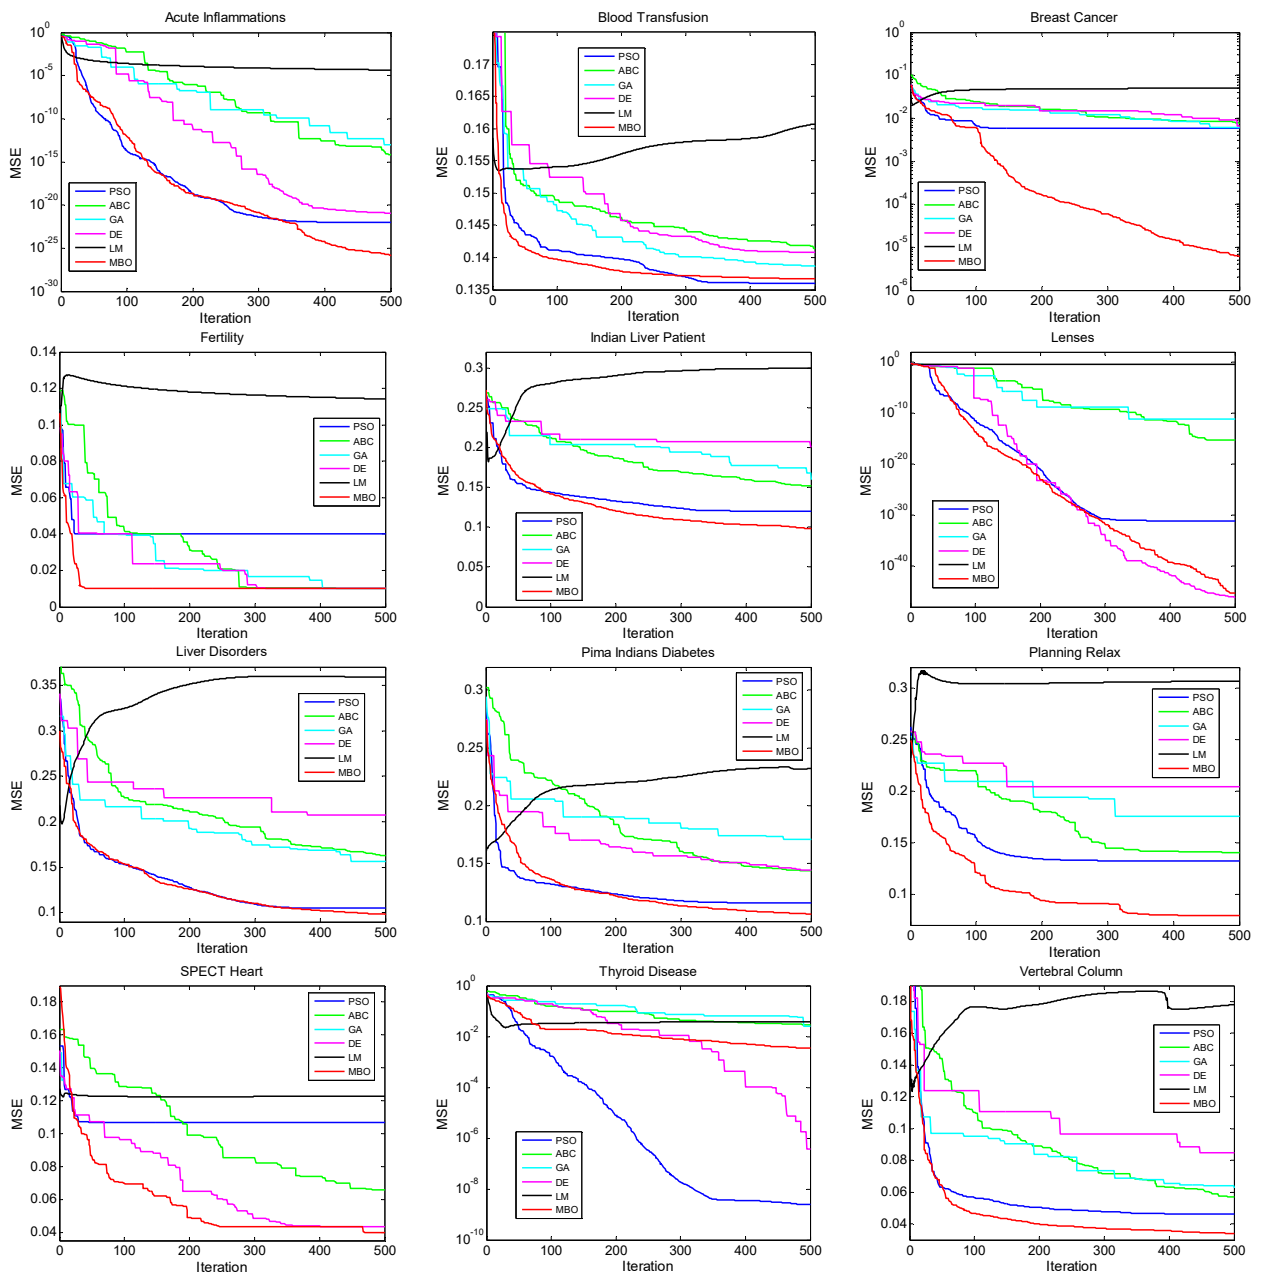 Acute Inflammations
10^0
10^-5
10^-10
10^-15
10^-20
10^-25
10^-30
MSE
PSO
ABC
GA
DE
LM
MBO
0 100 200 300 400 500
Iteration
Blood Transfusion
0.17
0.165
0.16
0.155
0.15
0.145
0.14
0.135
MSE
PSO
ABC
GA
DE
LM
MBO
0 100 200 300 400 500
Iteration
Breast Cancer
10^0
10^-1
10^-2
10^-3
10^-4
10^-5
10^-6
MSE
PSO
ABC
GA
DE
LM
MBO
0 100 200 300 400 500
Iteration
Fertility
0.14
0.12
0.1
0.08
0.06
0.04
0.02
0
MSE
PSO
ABC
GA
DE
LM
MBO
0 100 200 300 400 500
Iteration
Indian Liver Patient
0.3
0.25
0.2
0.15
0.1
0
MSE
PSO
ABC
GA
DE
LM
MBO
0 100 200 300 400 500
Iteration
Lenses
10^0
10^-10
10^-20
10^-30
10^-40
MSE
PSO
ABC
GA
DE
LM
MBO
0 100 200 300 400 500
Iteration
Liver Disorders
0.35
0.3
0.25
0.2
0.15
0.1
MSE
PSO
ABC
GA
DE
LM
MBO
0 100 200 300 400 500
Iteration
Pima Indians Diabetes
0.3
0.25
0.2
0.15
0.1
MSE
PSO
ABC
GA
DE
LM
MBO
0 100 200 300 400 500
Iteration
Planning Relax
0.3
0.25
0.2
0.15
0.1
MSE
PSO
ABC
GA
DE
LM
MBO
0 100 200 300 400 500
Iteration
SPECT Heart
0.18
0.16
0.14
0.12
0.1
0.08
0.06
0.04
MSE
PSO
ABC
GA
DE
LM
MBO
0 100 200 300 400 500
Iteration
Thyroid Disease
10^0
10^-2
10^-4
10^-6
10^-8
10^-10
MSE
PSO
ABC
GA
DE
LM
MBO
0 100 200 300 400 500
Iteration
Vertebral Column
0.18
0.16
0.14
0.12
0.1
0.08
0.06
0.04
MSE
PSO
ABC
GA
DE
LM
MBO
0 100 200 300 400 500
Iteration